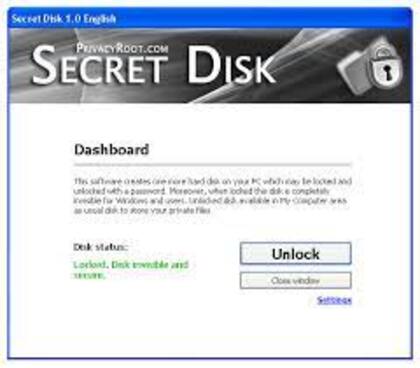 Secret Disk 1.0 English
PRIVACYROOT.COM
SECRET DISK
Dashboard
This software creates one more hard disk on your PC which may be locked and
unlocked with a password. Moreover, when locked the disk is completely
invisible for Windows and users. Unlocked disk available in My Computer area
as usual disk to store your private files.
Disk status:
Locked. Disk invisible and
secure.
Unlock
Close window
Settings